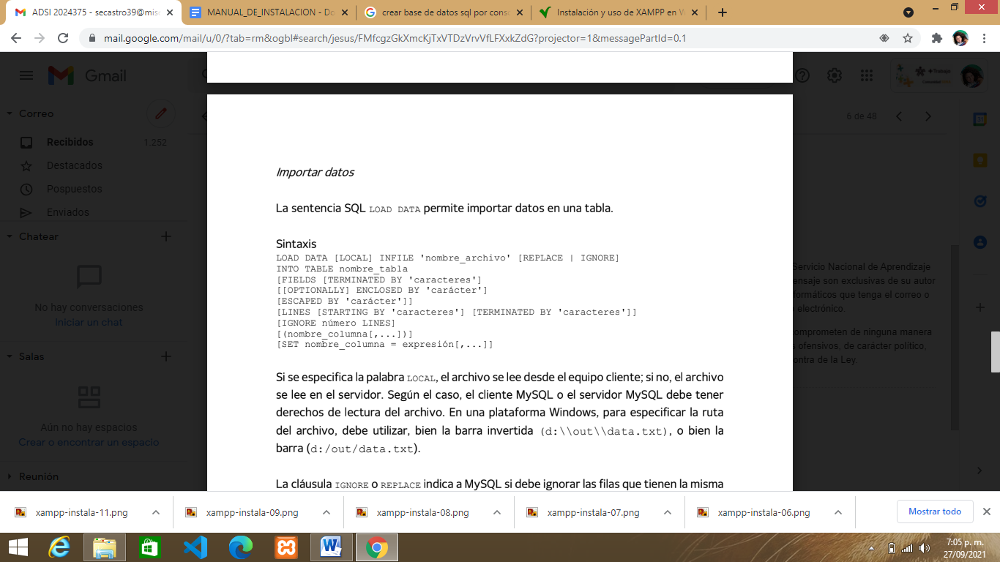 ADSI 2024375 - secastro39@mis
MANUAL_DE_INSTALACION - Do
crear base de datos sql por conso
Instalación y uso de XAMPP en W
mail.google.com/mail/u/0/?tab=rm&ogbl#search/jesus/FMfcgzGkXmcKjTxVTDzVrvVfLFXxkZdG?projector=1&messagePartId=0.1
Gmail
6 de 48
Correo
Recibidos 1.252
Destacados
Pospuestos
Enviados
Chatear
No hay conversaciones
Iniciar un chat
Salas
Aún no hay espacios
Crear o encontrar un espacio
Reunión
Importar datos
La sentencia SQL LOAD DATA permite importar datos en una tabla.
Sintaxis
LOAD DATA [LOCAL] INFILE 'nombre_archivo' [REPLACE | IGNORE]
INTO TABLE nombre_tabla
[FIELDS [TERMINATED BY 'caracteres']
[[OPTIONALLY] ENCLOSED BY 'carácter']
[ESCAPED BY 'carácter']]
[LINES [STARTING BY 'caracteres'] [TERMINATED BY 'caracteres']]
[IGNORE número LINES]
[(nombre_columna[,...])]
[SET nombre_columna = expresión[,...]]
Si se especifica la palabra LOCAL, el archivo se lee desde el equipo cliente; si no, el archivo
se lee en el servidor. Según el caso, el cliente MySQL o el servidor MySQL debe tener
derechos de lectura del archivo. En una plataforma Windows, para especificar la ruta
del archivo, debe utilizar, bien la barra invertida (d:\\out\\data.txt), o bien la
barra (d:/out/data.txt).
La cláusula IGNORE o REPLACE indica a MySQL si debe ignorar las filas que tienen la misma
Servicio Nacional de Aprendizaje
ensaje son exclusivas de su autor
formáticos que tenga el correo o
electrónico.
comprometen de ninguna manera
s ofensivos, de carácter político,
ontra de la Ley.
xampp-instala-11.png
xampp-instala-09.png
xampp-instala-08.png
xampp-instala-07.png
xampp-instala-06.png
Mostrar todo
7:05 p. m.
27/09/2021